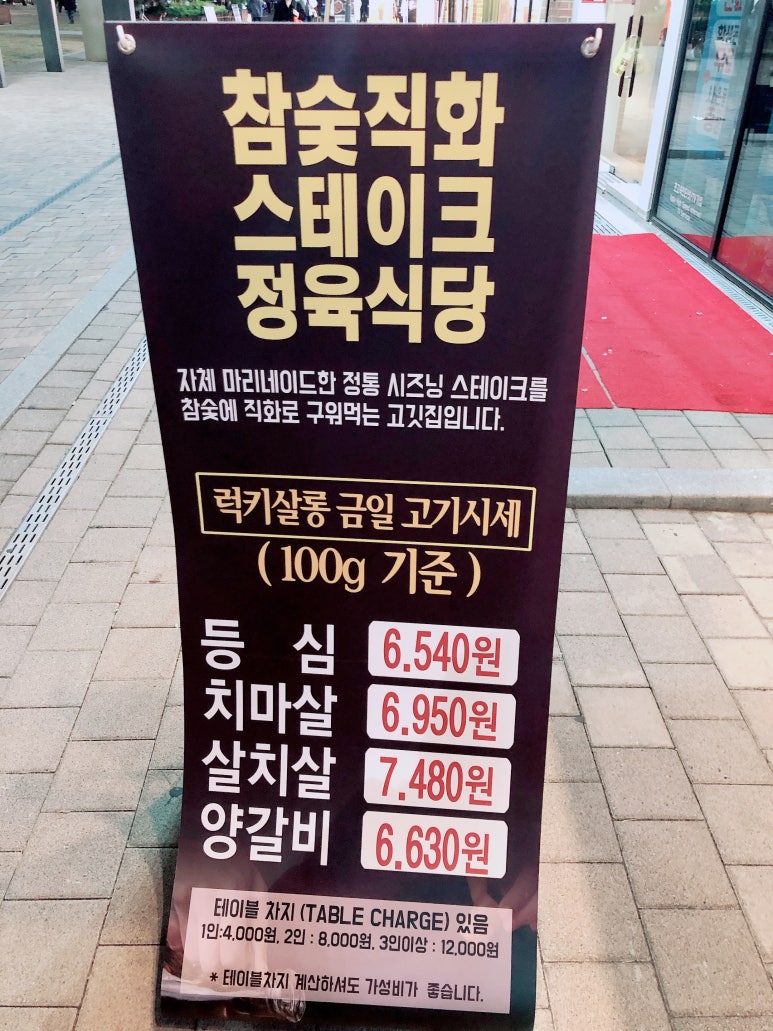 참숯직화
스테이크
정육식당
자체 마리네이드한 정통 시즈닝 스테이크를
참숯에 직화로 구워먹는 고깃집입니다.
럭키살롱 금일 고기시세
(100g 기준)
등 심 6.540원
치마살 6.950원
살치살 7.480원
양갈비 6.630원
테이블 차지 (TABLE CHARGE) 있음
1인:4,000원, 2인 : 8,000원, 3인이상 : 12,000원
* 테이블차지 계산하셔도 가성비가 좋습니다.